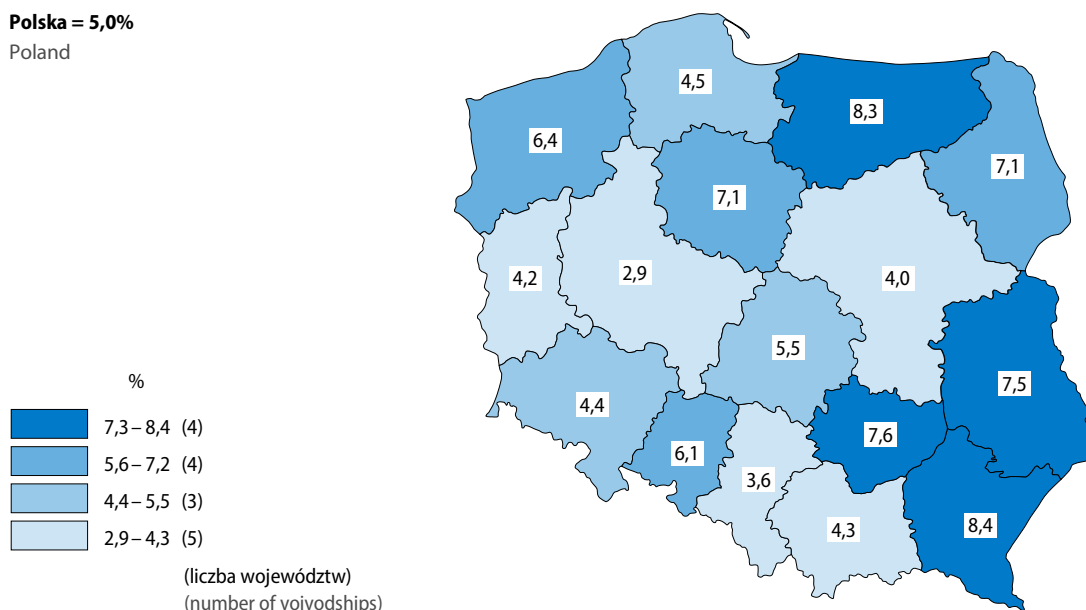 Polska = 5,0%
Poland
4,5
8,3
6,4
7,1
7,1
4,2
2,9
4,0
5,5
7,5
4,4
7,6
6,1
3,6
4,3
8,4
%
7,3 – 8,4 (4)
5,6 – 7,2 (4)
4,4 – 5,5 (3)
2,9 – 4,3 (5)
(liczba województw)
(number of voivodships)